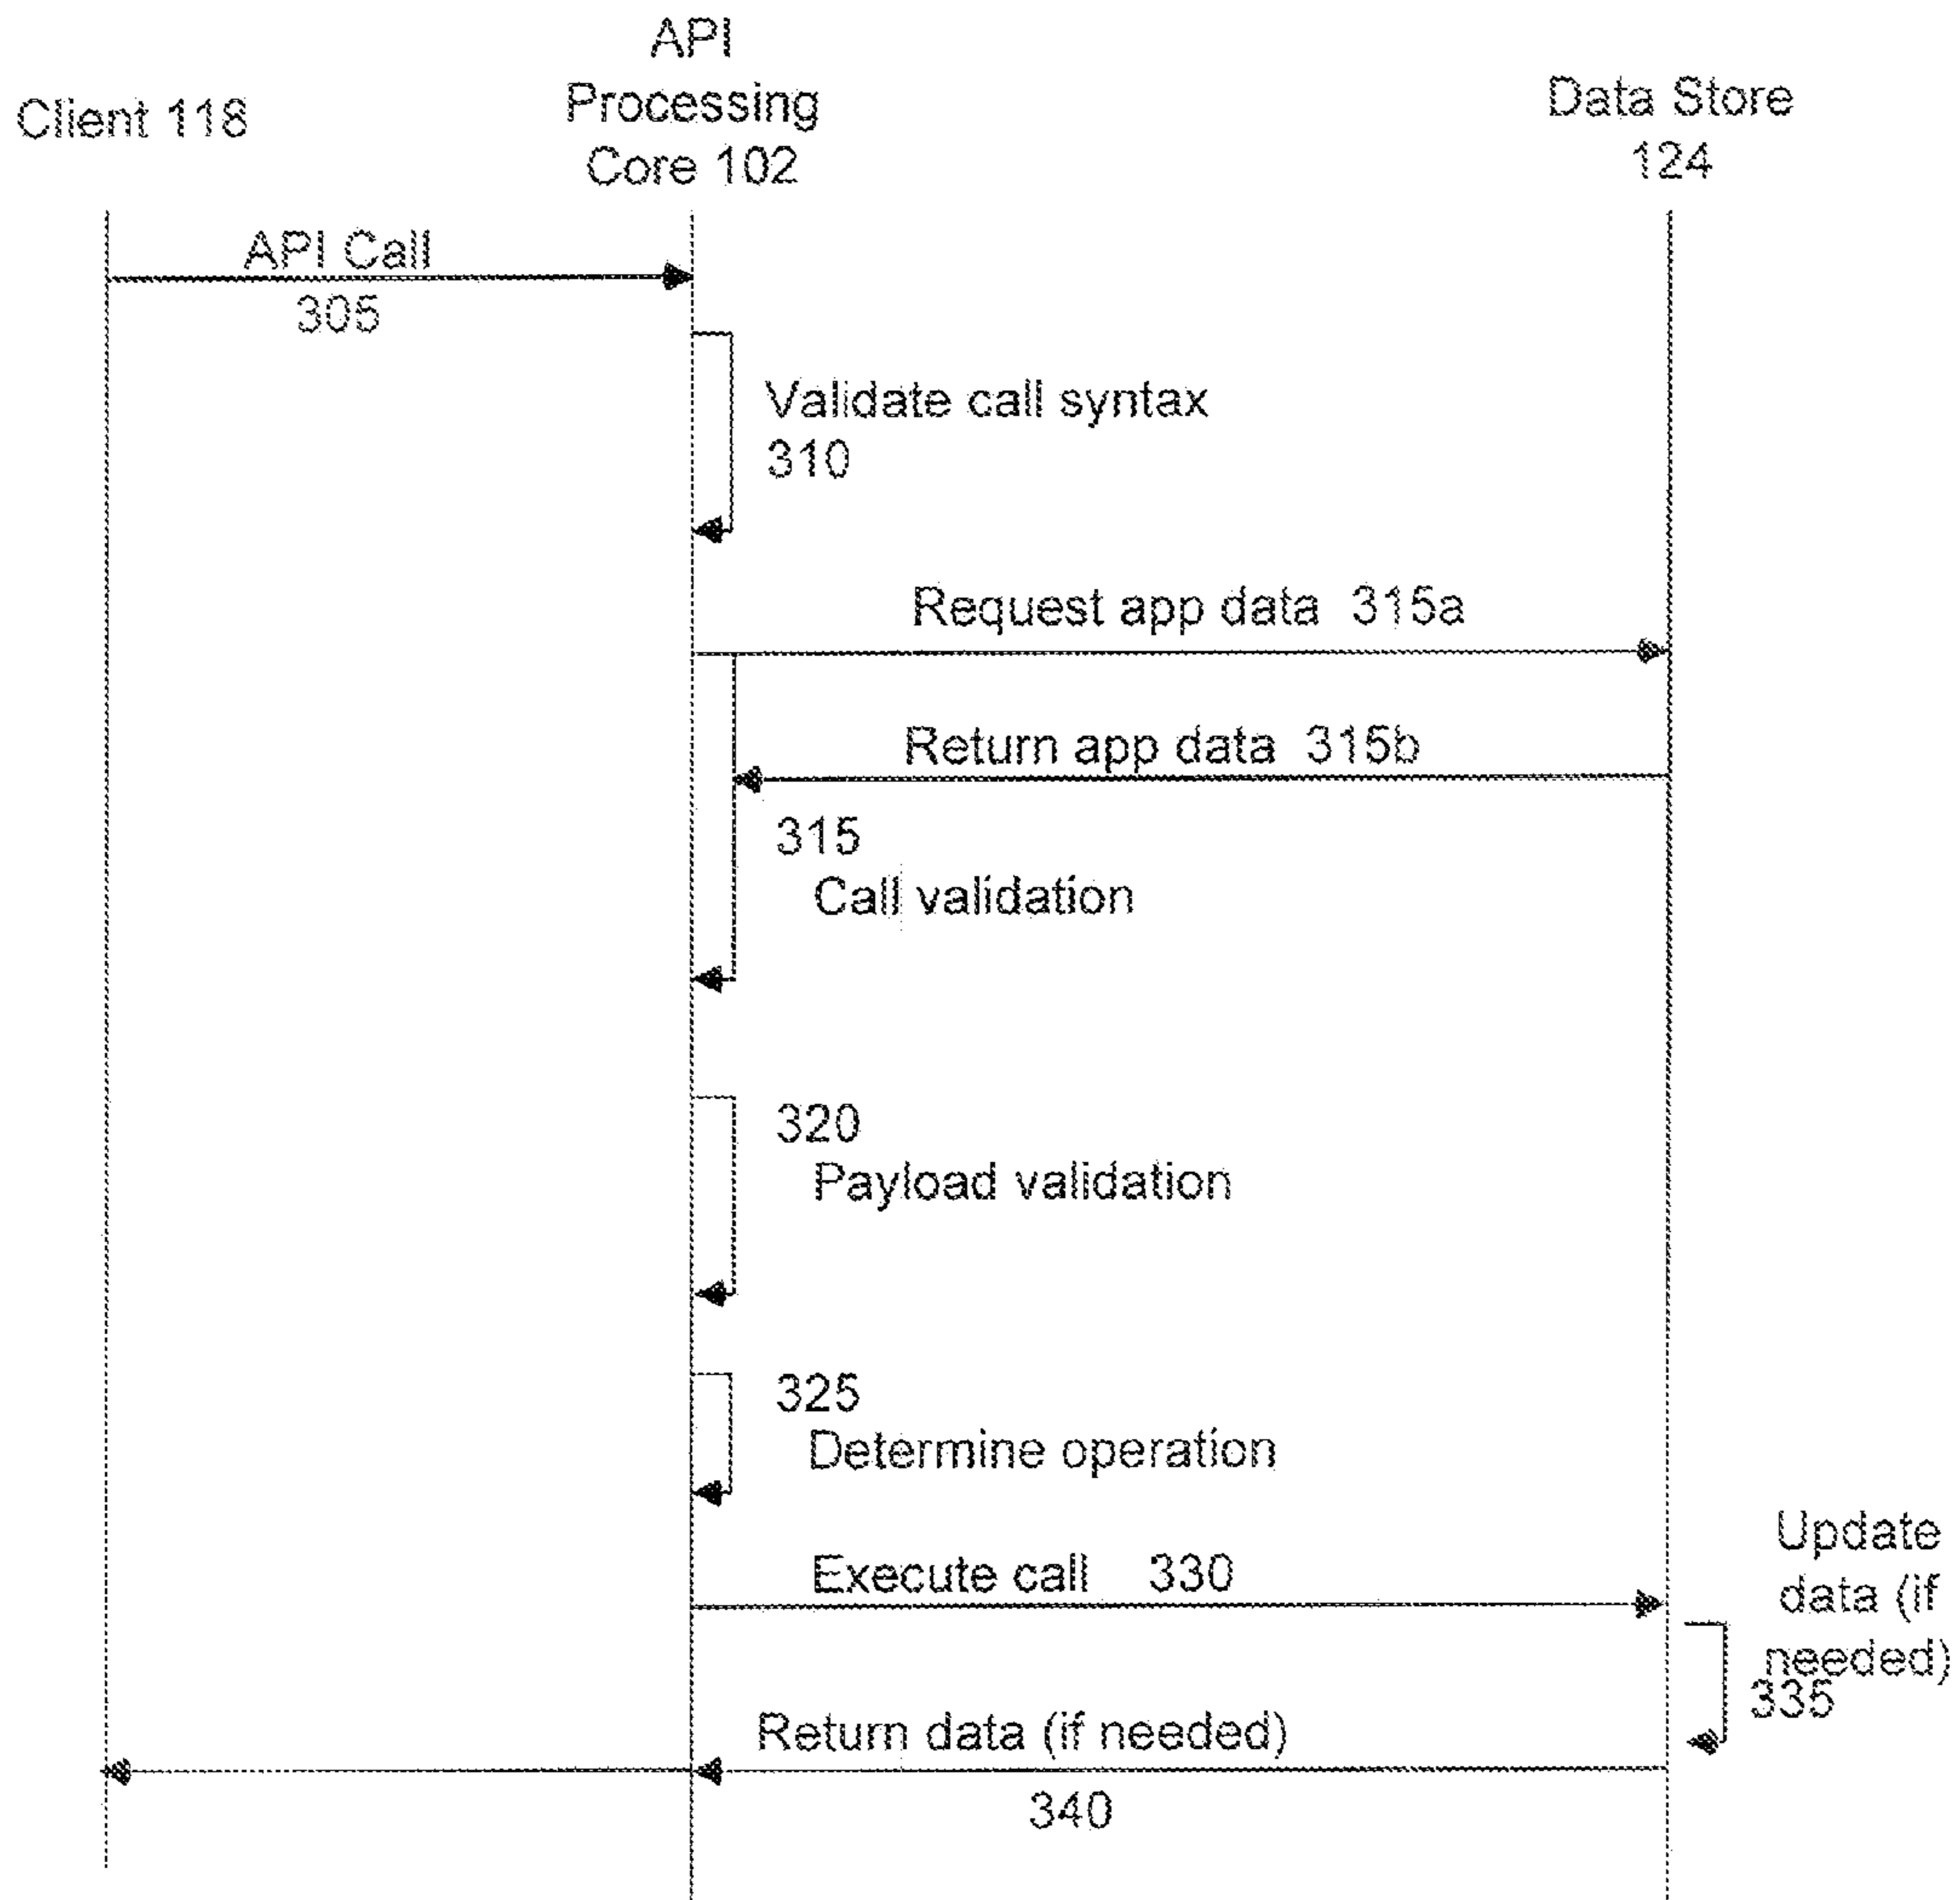 Client 118
API
Processing
Core 102
Data Store
124
API Call
305
Validate call syntax
310
Request app data 315a
Return app data 315b
315
Call validation
320
Payload validation
325
Determine operation
Execute call 330
Update
data (if
needed)
335
Return data (if needed)
340